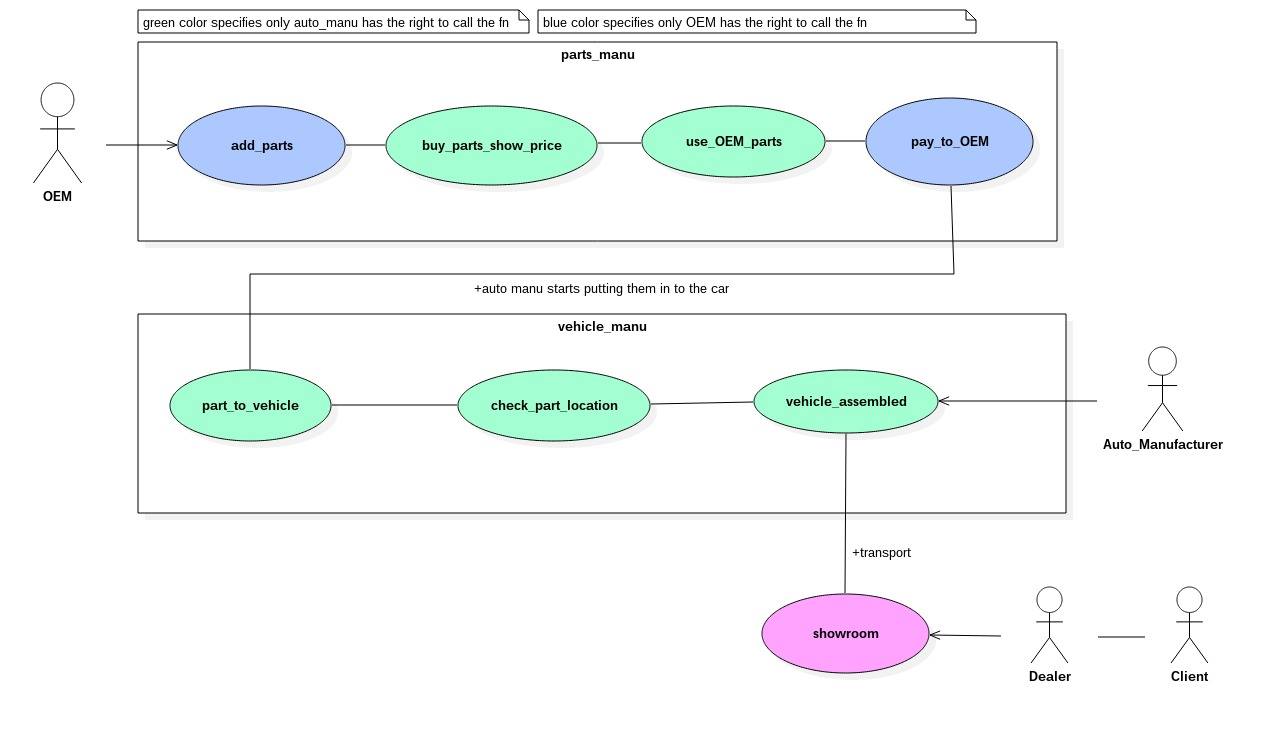 green color specifies only auto_manu has the right to call the fn
blue color specifies only OEM has the right to call the fn
parts_manu
OEM
add_parts
buy_parts_show_price
use_OEM_parts
pay_to_OEM
+auto manu starts putting them in to the car
vehicle_manu
part_to_vehicle
check_part_location
vehicle_assembled
Auto_Manufacturer
+transport
showroom
Dealer
Client